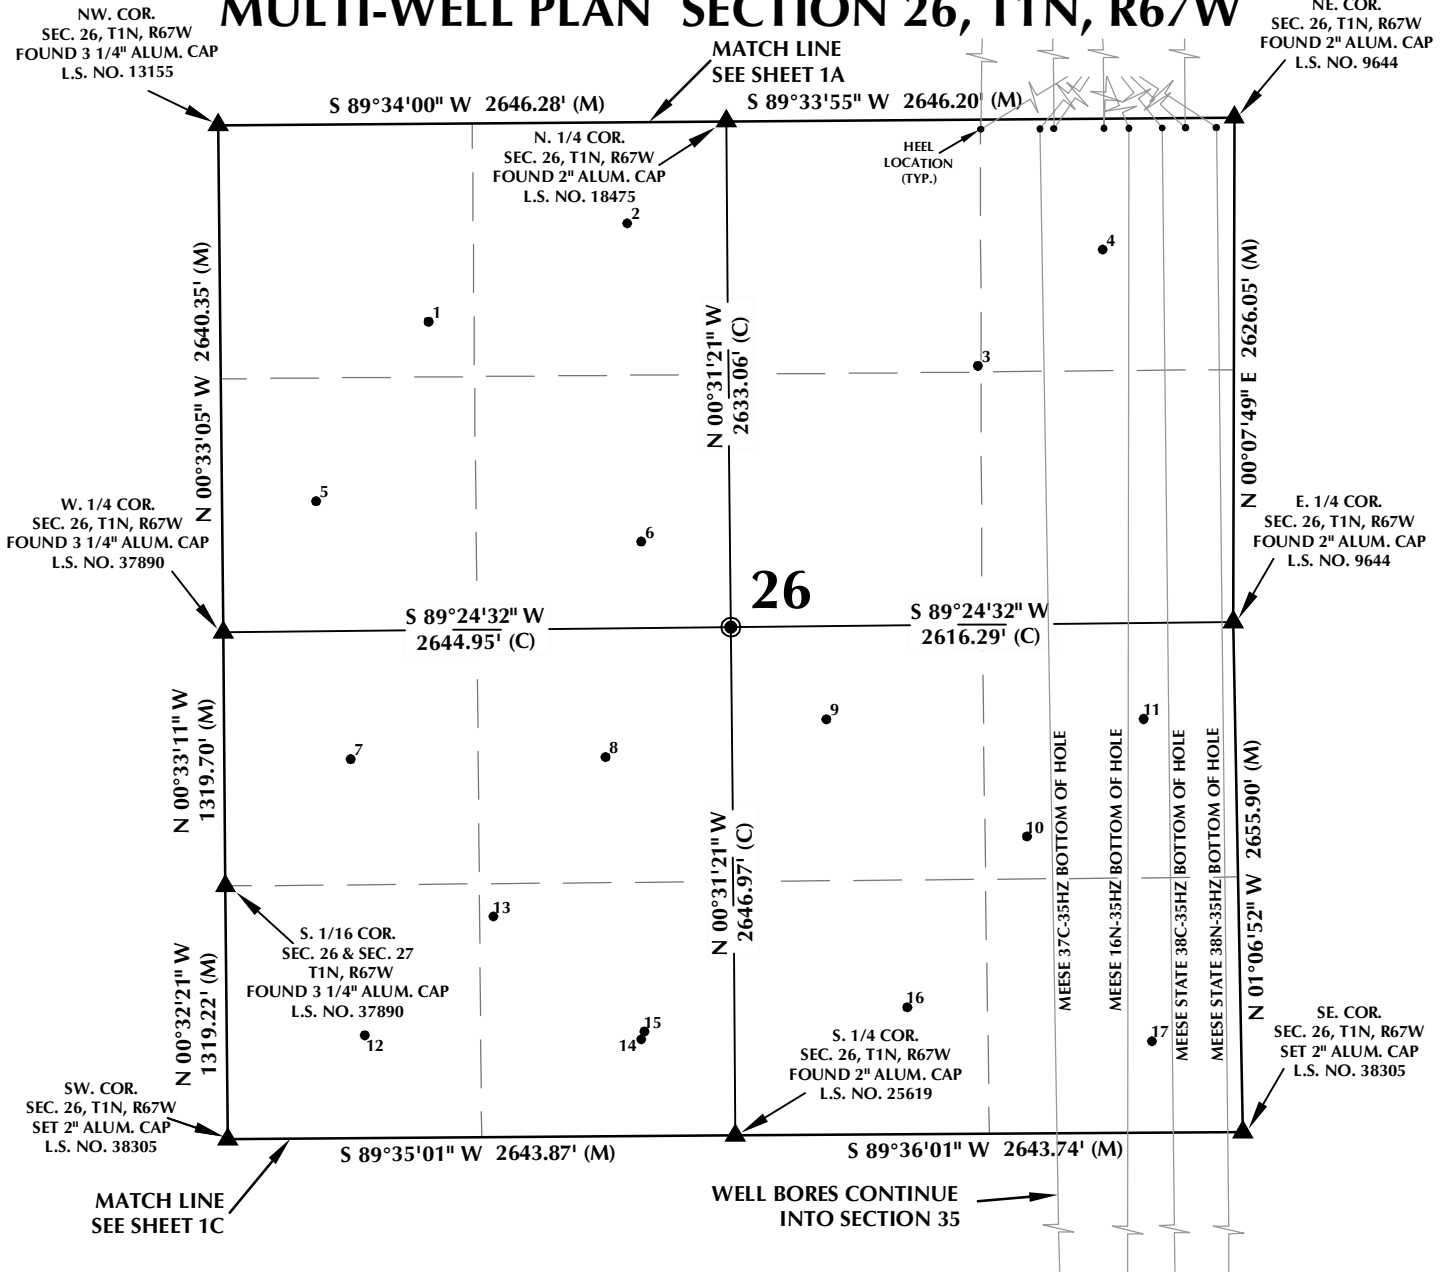 MULTI-WELL PLAN SECTION 26, T1N, R67W
NW. COR.
SEC. 26, T1N, R67W
FOUND 3 1/4" ALUM. CAP
L.S. NO. 13155
MATCH LINE
SEE SHEET 1A
NE. COR.
SEC. 26, T1N, R67W
FOUND 2" ALUM. CAP
L.S. NO. 9644
S 89°34'00" W 2646.28' (M)
S 89°33'55" W 2646.20' (M)
N. 1/4 COR.
SEC. 26, T1N, R67W
FOUND 2" ALUM. CAP
L.S. NO. 18475
HEEL
LOCATION
(TYP.)
2
4
1
3
N 00°33'05" W 2640.35' (M)
N 00°31'21" W
2633.06' (C)
N 00°07'49" E 2626.05' (M)
5
6
W. 1/4 COR.
SEC. 26, T1N, R67W
FOUND 3 1/4" ALUM. CAP
L.S. NO. 37890
E. 1/4 COR.
SEC. 26, T1N, R67W
FOUND 2" ALUM. CAP
L.S. NO. 9644
26
S 89°24'32" W
2644.95' (C)
S 89°24'32" W
2616.29' (C)
9
11
7
8
10
N 00°33'11" W
1319.70' (M)
N 00°31'21" W
2646.97' (C)
MEESE 37C-35HZ BOTTOM OF HOLE
MEESE 16N-35HZ BOTTOM OF HOLE
MEESE STATE 38C-35HZ BOTTOM OF HOLE
MEESE STATE 38N-35HZ BOTTOM OF HOLE
N 01°06'52" W 2655.90' (M)
13
S. 1/16 COR.
SEC. 26 & SEC. 27
T1N, R67W
FOUND 3 1/4" ALUM. CAP
L.S. NO. 37890
N 00°32'21" W
1319.22' (M)
12
15
14
16
17
S. 1/4 COR.
SEC. 26, T1N, R67W
FOUND 2" ALUM. CAP
L.S. NO. 25619
SE. COR.
SEC. 26, T1N, R67W
SET 2" ALUM. CAP
L.S. NO. 38305
SW. COR.
SEC. 26, T1N, R67W
SET 2" ALUM. CAP
L.S. NO. 38305
S 89°35'01" W 2643.87' (M)
S 89°36'01" W 2643.74' (M)
MATCH LINE
SEE SHEET 1C
WELL BORES CONTINUE
INTO SECTION 35